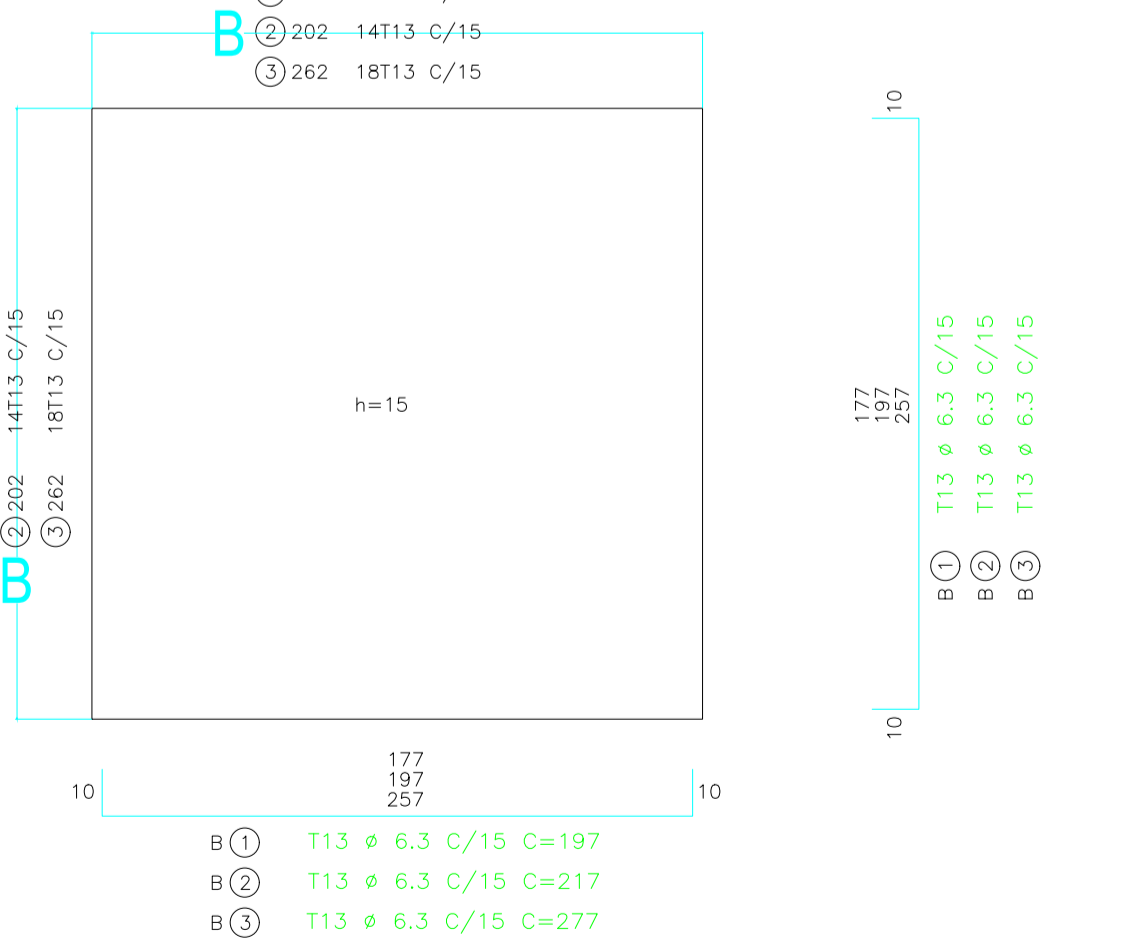 B
② 202 14T13 C/15
③ 262 18T13 C/15
10
② 202 14T13 C/15
③ 262 18T13 C/15
B
h=15
177
197
257
B ① T13 ø 6.3 C/15
B ② T13 ø 6.3 C/15
B ③ T13 ø 6.3 C/15
10
177
197
257
10
10
B ① T13 ø 6.3 C/15 C=197
B ② T13 ø 6.3 C/15 C=217
B ③ T13 ø 6.3 C/15 C=277